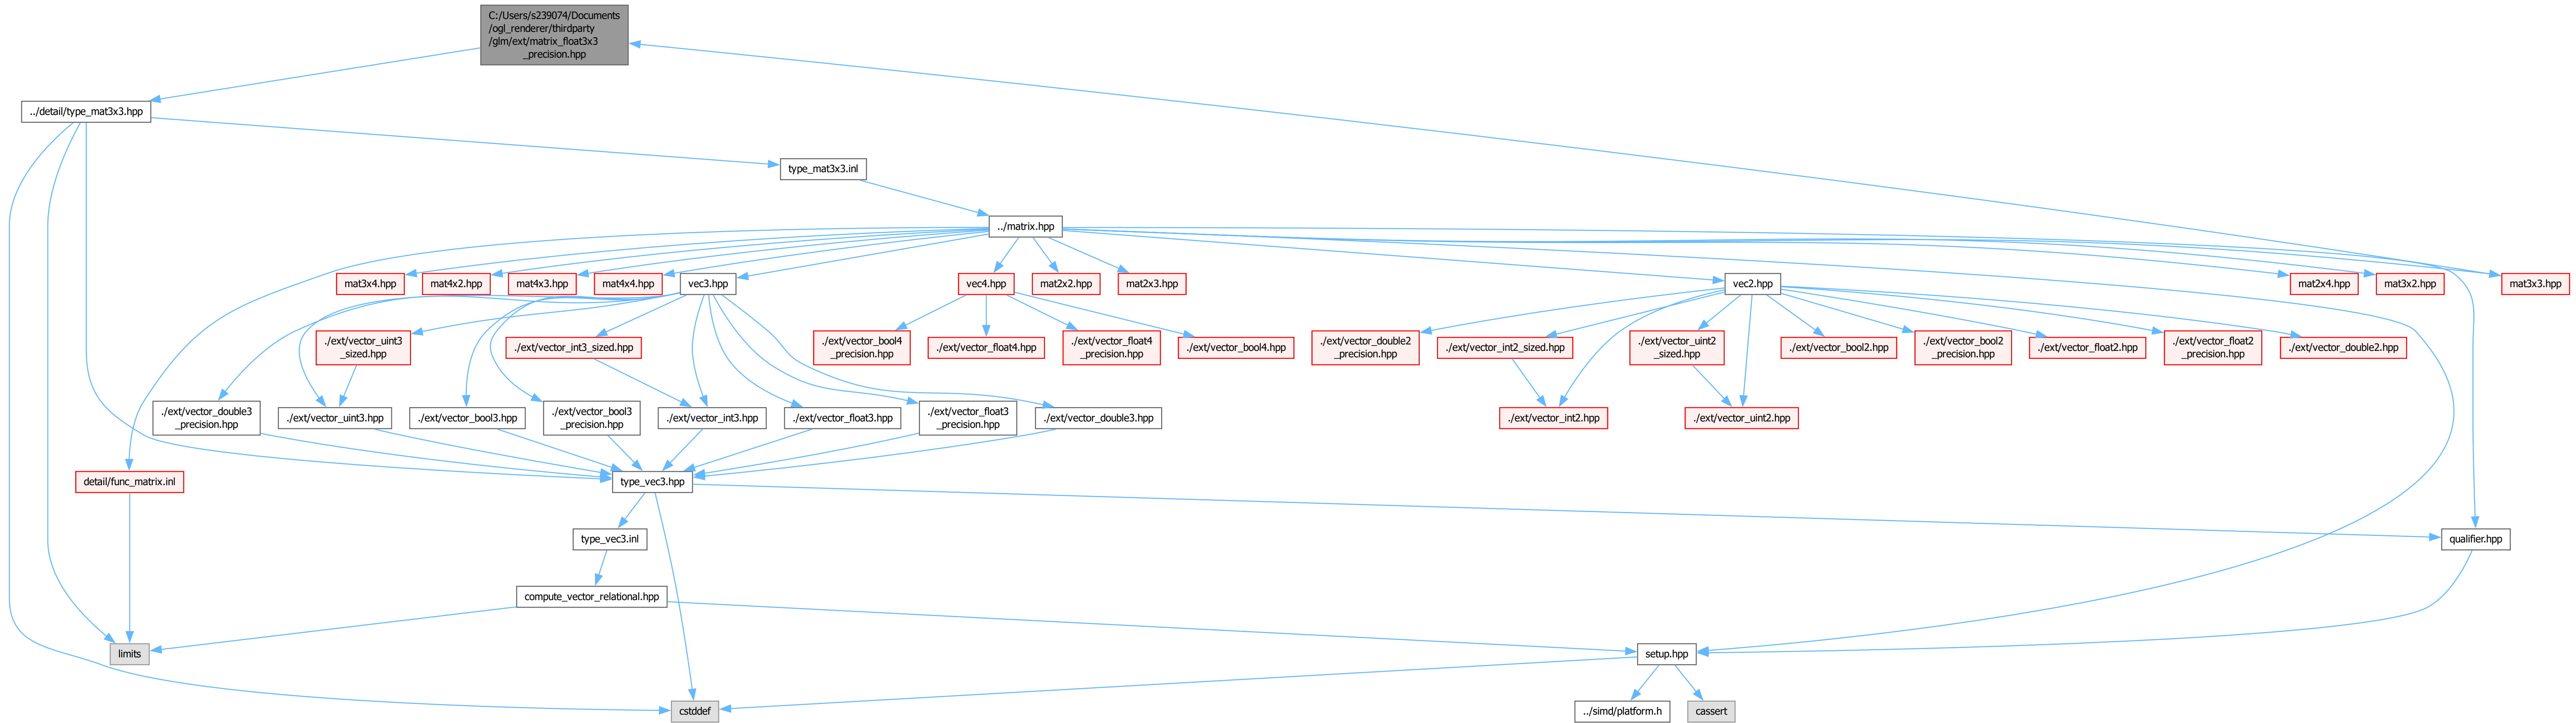 C:/Users/s239074/Documents
/ogl_renderer/thirdparty
/glm/ext/matrix_float3x3
_precision.hpp
../detail/type_mat3x3.hpp
type_mat3x3.inl
../matrix.hpp
mat3x4.hpp
mat4x2.hpp
mat4x3.hpp
mat4x4.hpp
vec3.hpp
vec4.hpp
mat2x2.hpp
mat2x3.hpp
vec2.hpp
mat2x4.hpp
mat3x2.hpp
mat3x3.hpp
./ext/vector_uint3
_sized.hpp
./ext/vector_int3_sized.hpp
./ext/vector_bool4
_precision.hpp
./ext/vector_float4.hpp
./ext/vector_float4
_precision.hpp
./ext/vector_bool4.hpp
./ext/vector_double2
_precision.hpp
./ext/vector_int2_sized.hpp
./ext/vector_uint2
_sized.hpp
./ext/vector_bool2.hpp
./ext/vector_bool2
_precision.hpp
./ext/vector_float2.hpp
./ext/vector_float2
_precision.hpp
./ext/vector_double2.hpp
./ext/vector_double3
_precision.hpp
./ext/vector_uint3.hpp
./ext/vector_bool3.hpp
./ext/vector_bool3
_precision.hpp
./ext/vector_int3.hpp
./ext/vector_float3.hpp
./ext/vector_float3
_precision.hpp
./ext/vector_double3.hpp
./ext/vector_int2.hpp
./ext/vector_uint2.hpp
detail/func_matrix.inl
type_vec3.hpp
type_vec3.inl
qualifier.hpp
compute_vector_relational.hpp
limits
setup.hpp
cstddef
../simd/platform.h
cassert